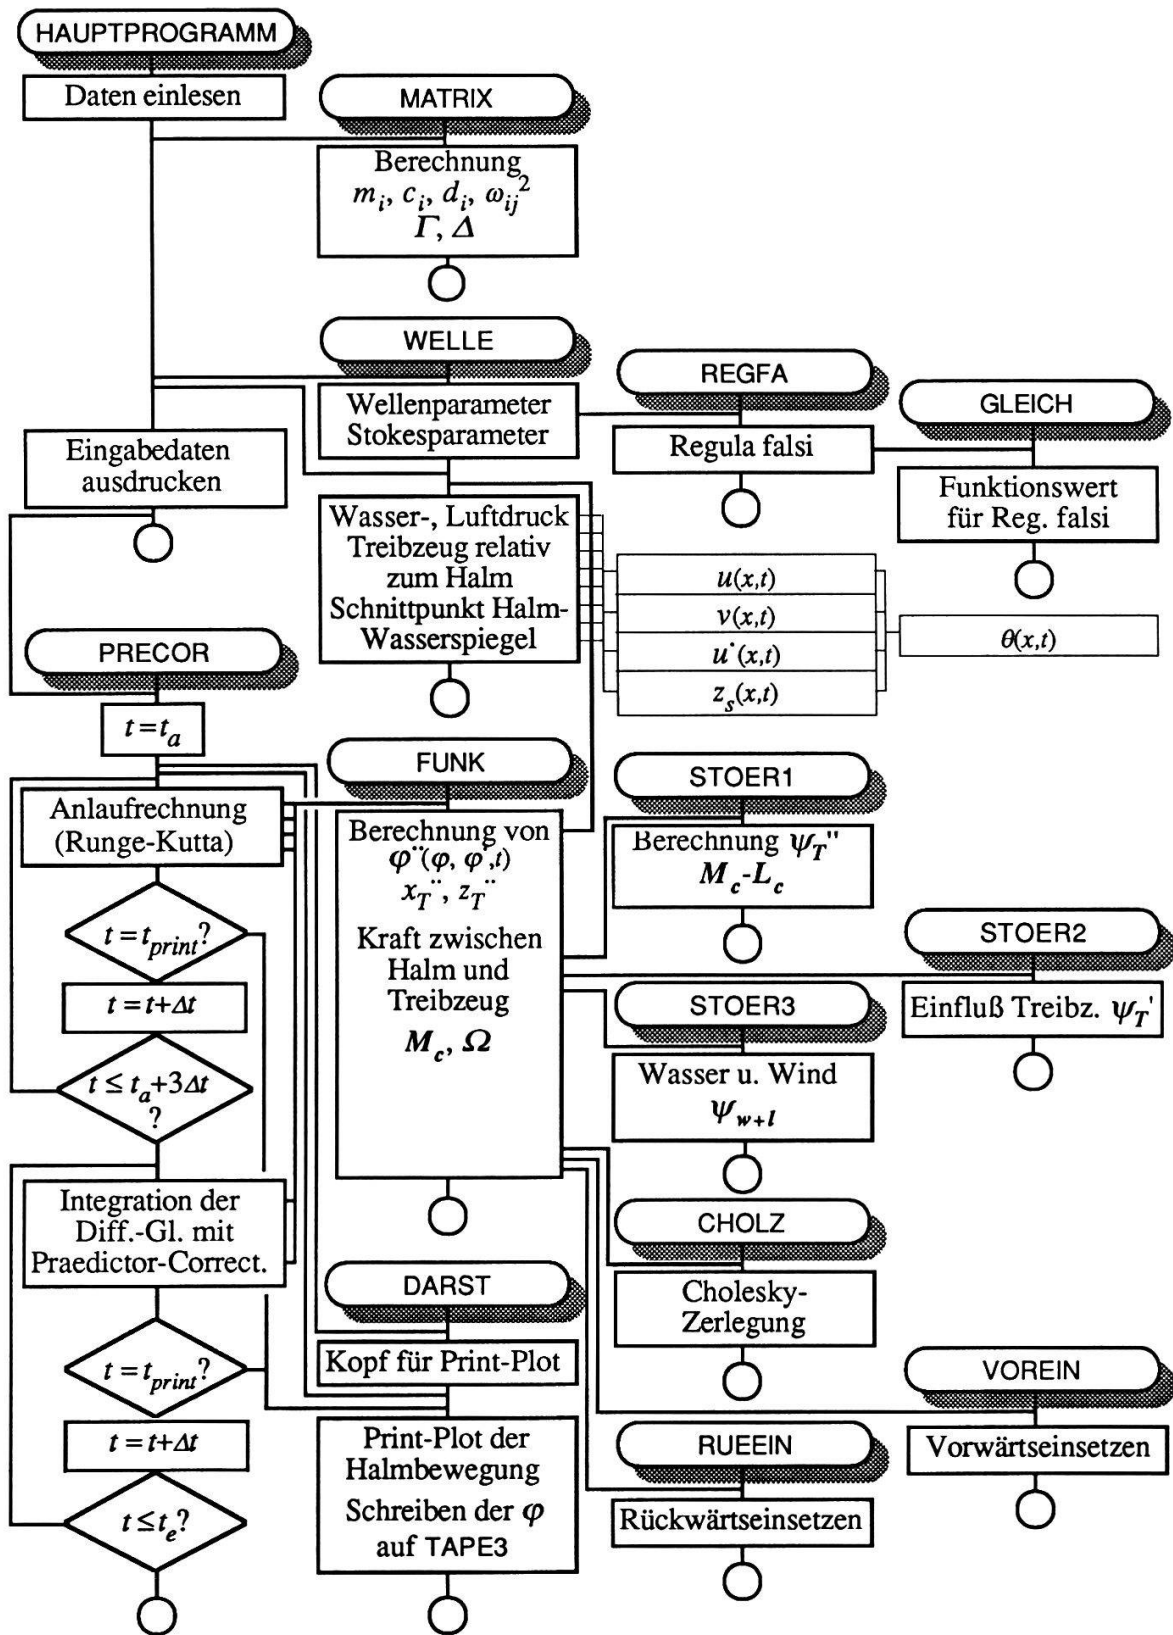 HAUPTPROGRAMM
Daten einlesen
MATRIX
Berechnung
m_i, c_i, d_i, ω_ij²
Γ, Δ
WELLE
Wellenparameter
Stokesparameter
REGFA
Regula falsi
GLEICH
Funktionswert
für Reg. falsi
Eingabedaten
ausdrucken
Wasser-, Luftdruck
Treibzeug relativ
zum Halm
Schnittpunkt Halm-
Wasserspiegel
u(x,t)
v(x,t)
u˙(x,t)
z_s(x,t)
θ(x,t)
PRECOR
t=t_a
Anlaufrechnung
(Runge-Kutta)
t=t_print?
t=t+Δt
t ≤ t_a+3Δt
?
Integration der
Diff.-Gl. mit
Praedictor-Correct.
t=t_print?
t=t+Δt
t≤t_e?
FUNK
Berechnung von
φ¨(φ, φ˙,t)
x_T¨, z_T¨
Kraft zwischen
Halm und
Treibzeug
M_c, Ω
STOER1
Berechnung ψ_T"
M_c-L_c
STOER2
Einfluß Treibz. ψ_T'
STOER3
Wasser u. Wind
ψ_w+l
CHOLZ
Cholesky-
Zerlegung
DARST
Kopf für Print-Plot
Print-Plot der
Halmbewegung
Schreiben der φ
auf TAPE3
VOREIN
Vorwärtseinsetzen
RUEEIN
Rückwärtseinsetzen